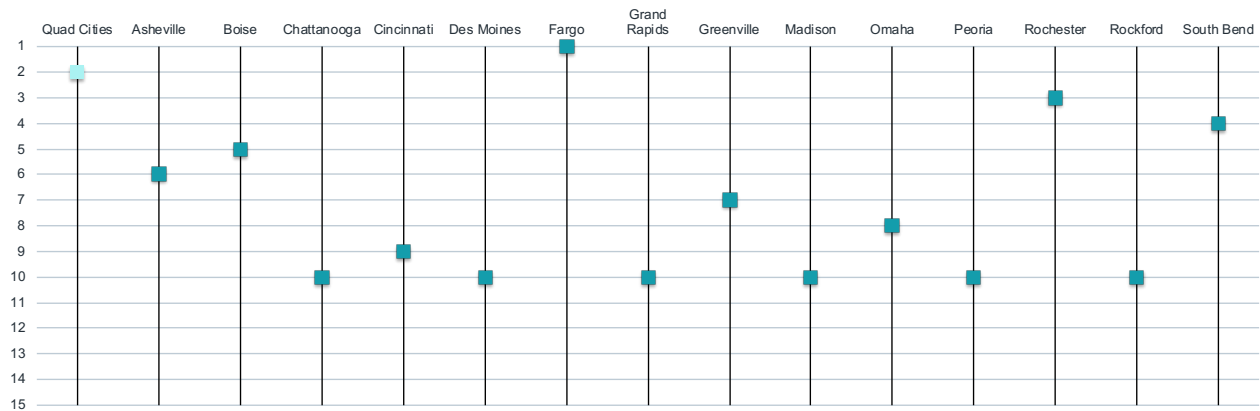 Quad Cities
Asheville
Boise
Chattanooga
Cincinnati
Des Moines
Fargo
Grand
Rapids
Greenville
Madison
Omaha
Peoria
Rochester
Rockford
South Bend
1
2
3
4
5
6
7
8
9
10
11
12
13
14
15